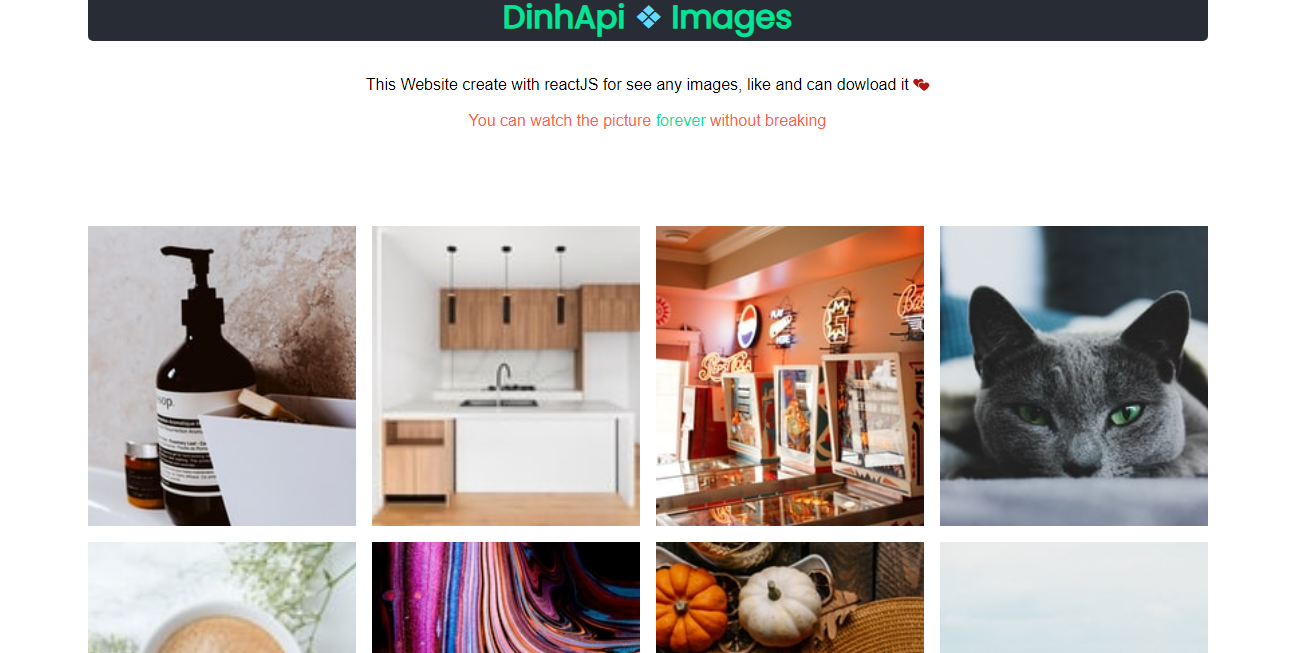 DinhApi ❖ Images
This Website create with reactJS for see any images, like and can dowload it 💕
You can watch the picture forever without breaking